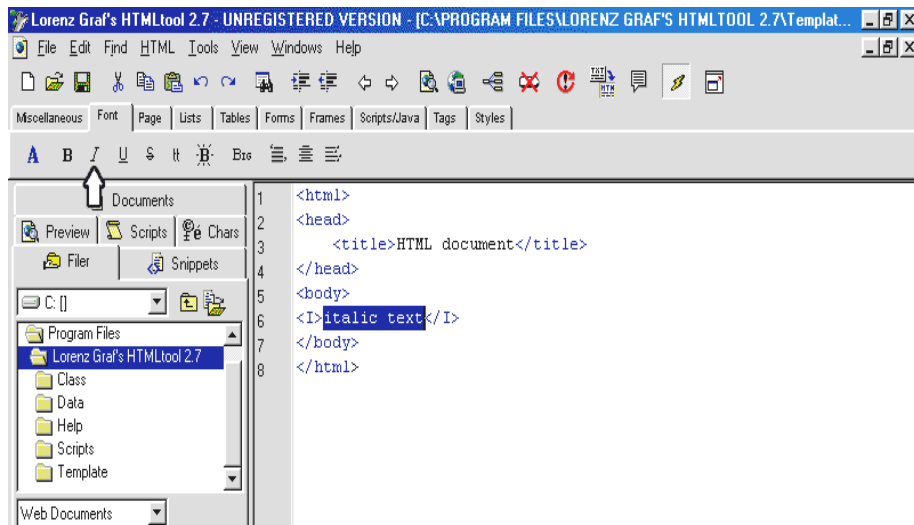 Lorenz Graf's HTMLtool 2.7 - UNREGISTERED VERSION - [C:\PROGRAM FILES\LORENZ GRAF'S HTMLTOOL 2.7\Templat...
File Edit Find HTML Tools View Windows Help
Miscellaneous Font Page Lists Tables Forms Frames Scripts/Java Tags Styles
A B I U S tt B BIG
Documents
Preview Scripts Chars
Filer Snippets
C: []
Program Files
Lorenz Graf's HTMLtool 2.7
Class
Data
Help
Scripts
Template
Web Documents
1 <html>
2 <head>
3 <title>HTML document</title>
4 </head>
5 <body>
6 <I>italic text</I>
7 </body>
8 </html>